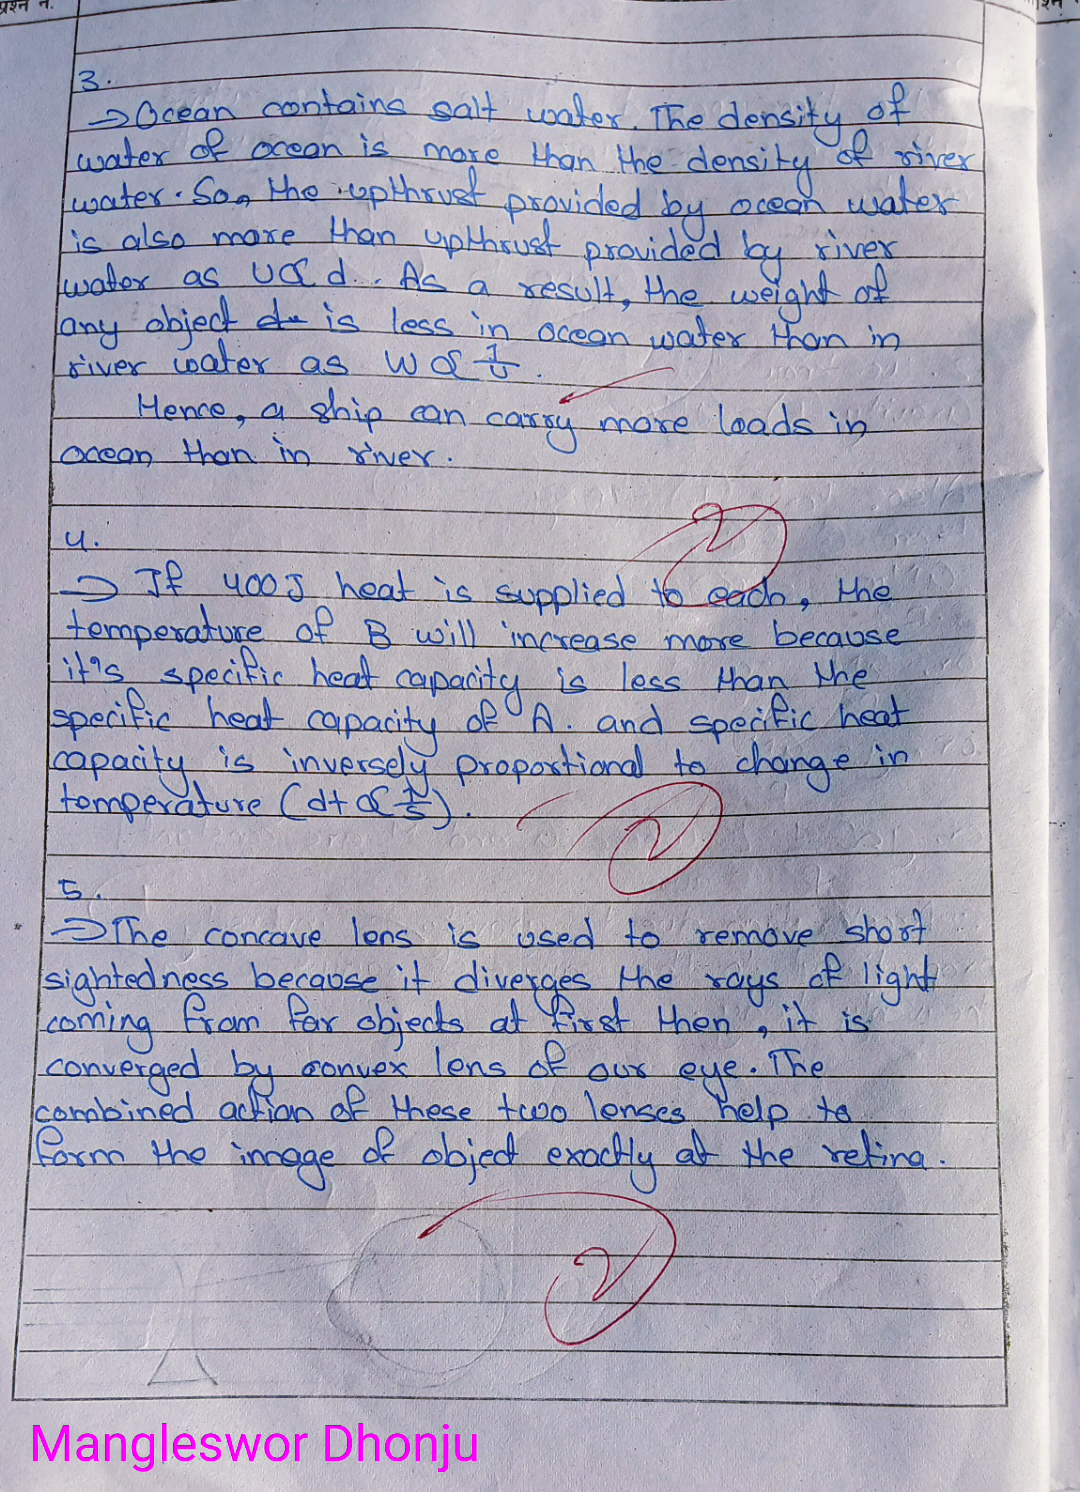 प्रश्न नं.
3.
→ Ocean contains salt water. The density of
water of ocean is more than the density of river
water. So, the upthrust provided by ocean water
is also more than upthrust provided by river
water as U∝d. As a result, the weight of
any object is less in ocean water than in
river water as W∝1/U.
Hence, a ship can carry more loads in
ocean than in river.
2
4.
→ If 400J heat is supplied to each, the
temperature of B will increase more because
it's specific heat capacity is less than the
specific heat capacity of A. and specific heat
capacity is inversely proportional to change in
temperature (dt∝1/s).
2
5.
→ The concave lens is used to remove short
sightedness because it diverges the rays of light
coming from far objects at first then, it is
converged by convex lens of our eye. The
combined action of these two lenses help to
form the image of object exactly at the retina.
2
Mangleswor Dhonju